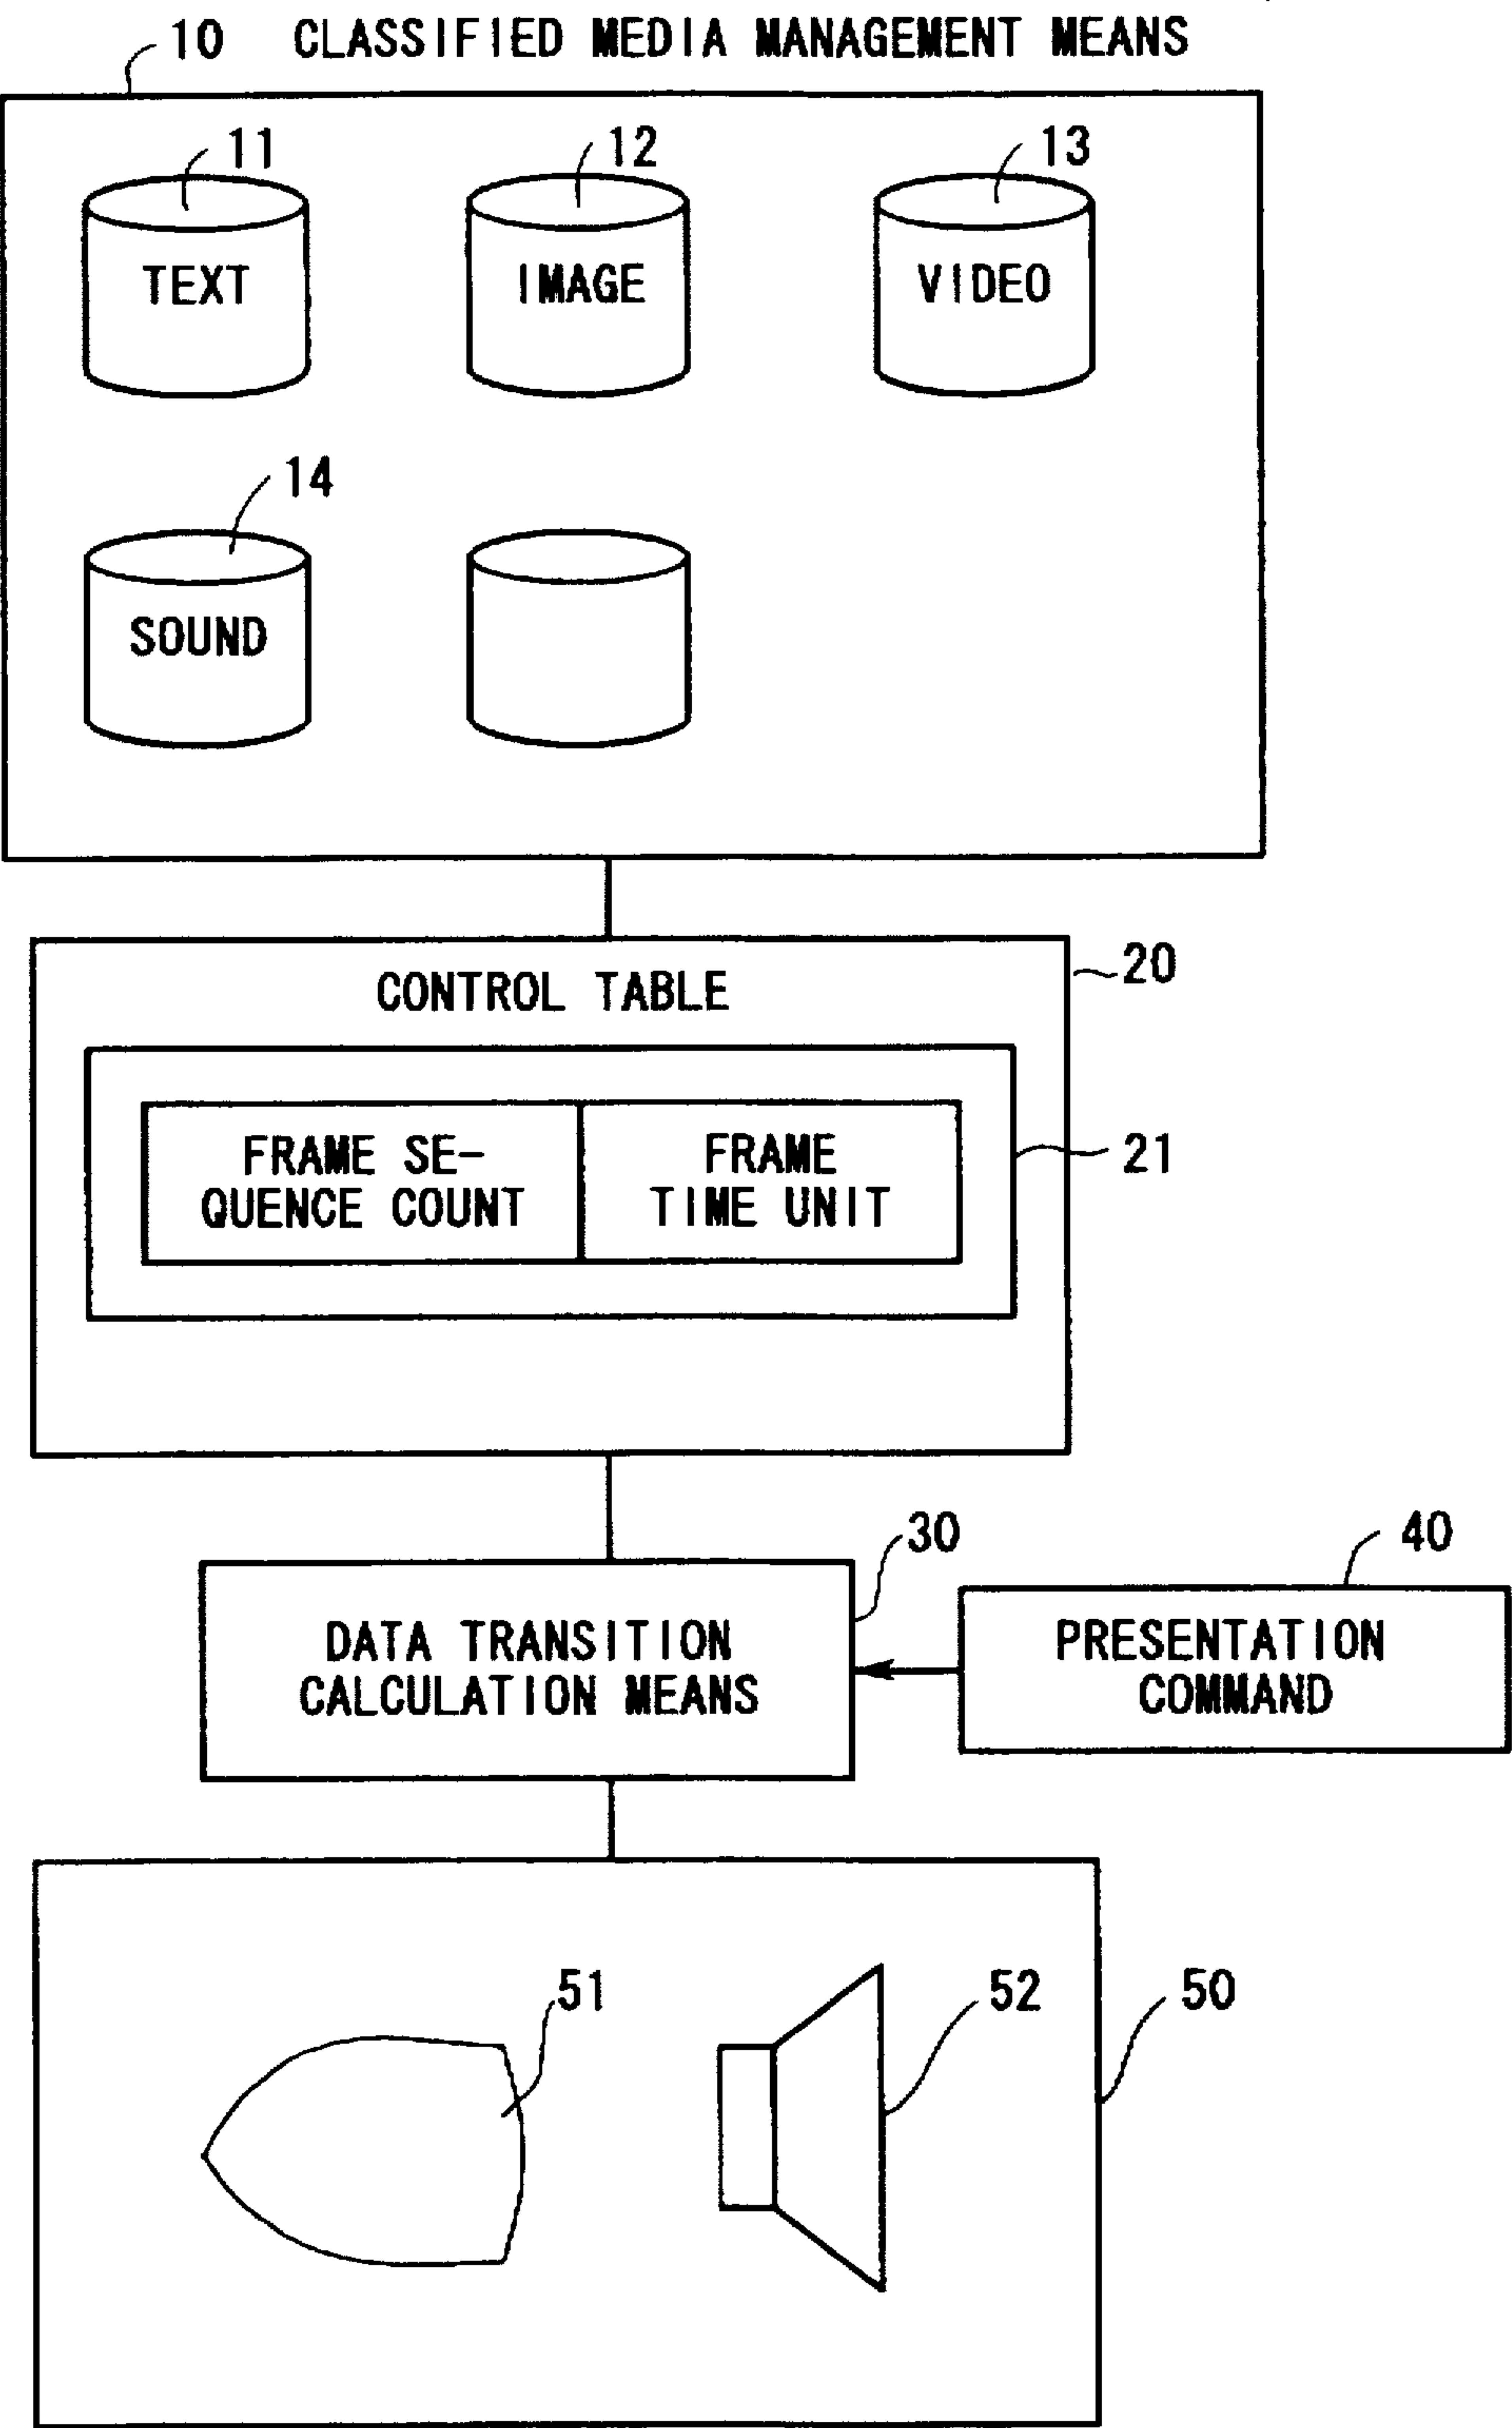 10 CLASSIFIED MEDIA MANAGEMENT MEANS
11
12
13
TEXT
IMAGE
VIDEO
14
SOUND
20
CONTROL TABLE
21
FRAME SE-
QUENCE COUNT
FRAME
TIME UNIT
30
40
DATA TRANSITION
CALCULATION MEANS
PRESENTATION
COMMAND
51
52
50